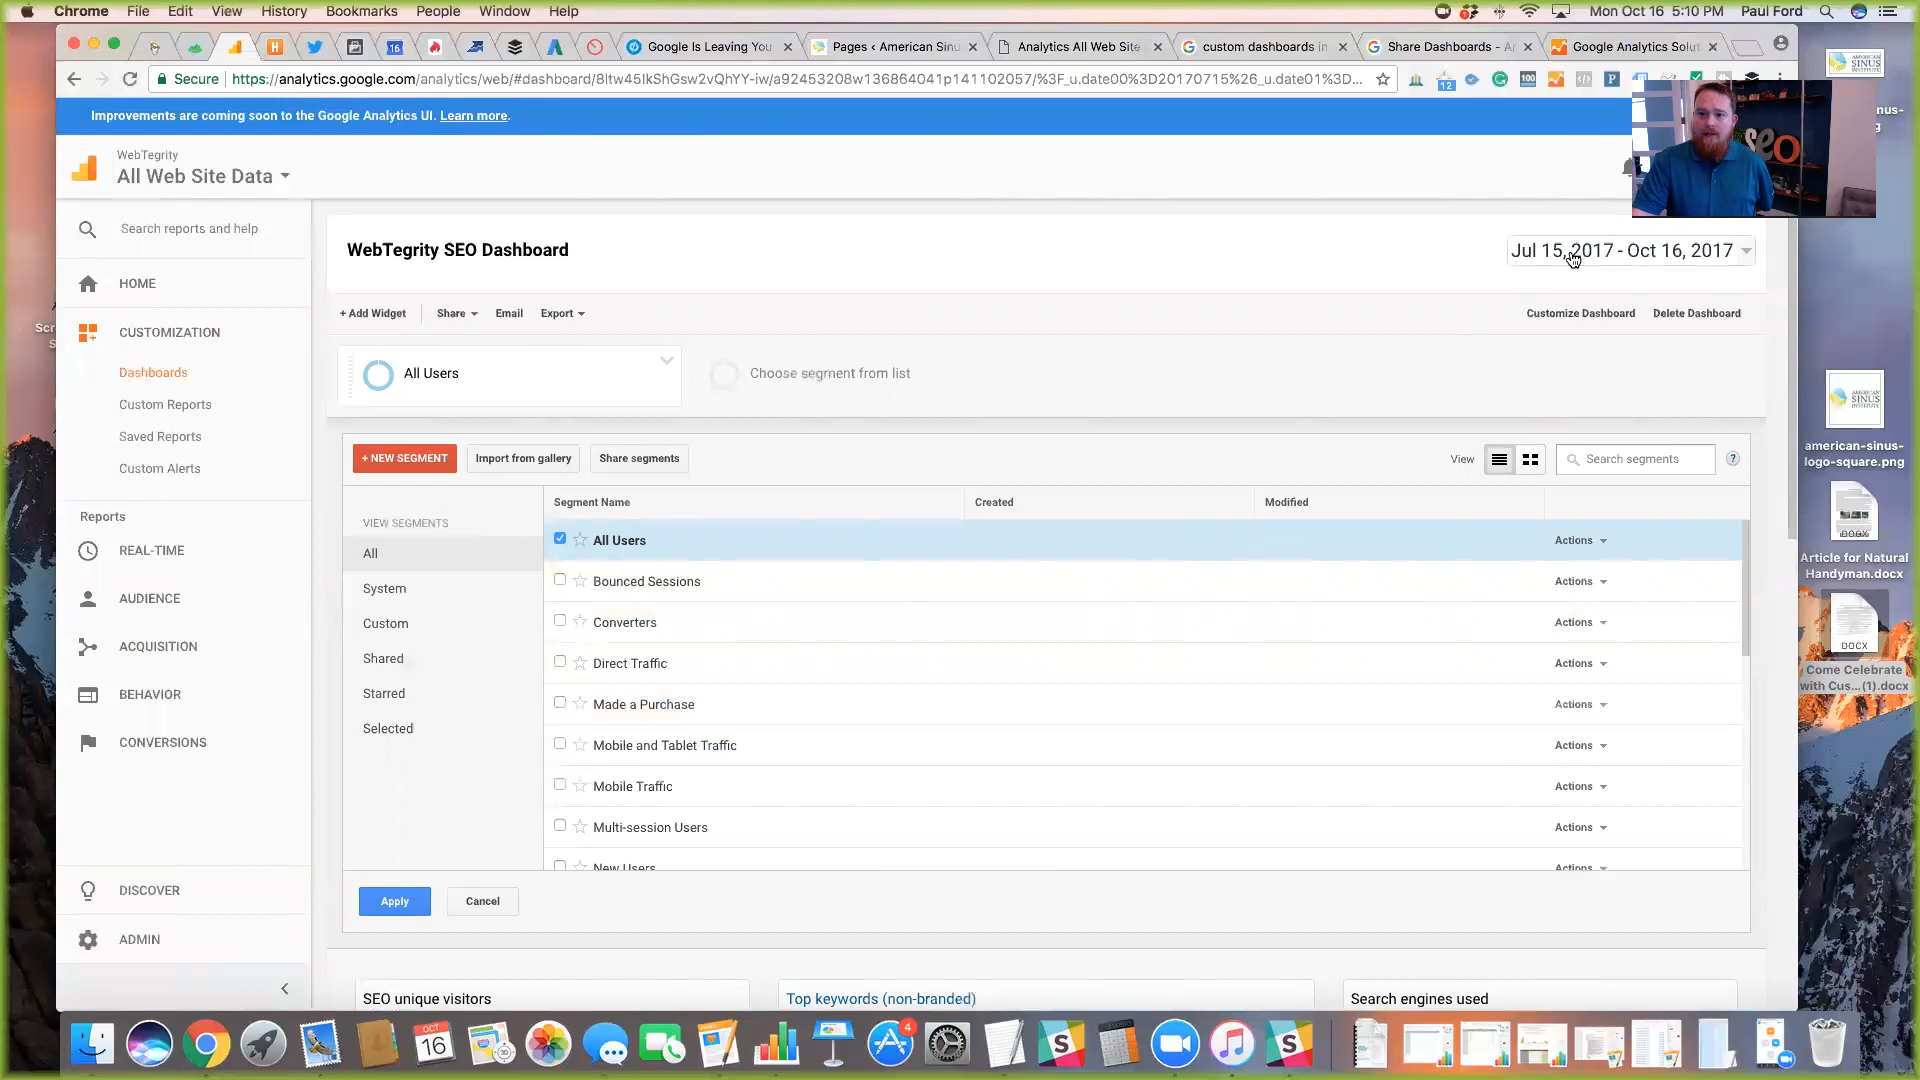 Chrome File Edit View History Bookmarks People Window Help
Mon Oct 16 5:10 PM Paul Ford
Google Is Leaving You
Pages ‹ American Sinu
Analytics All Web Site
custom dashboards in
Share Dashboards - A
Google Analytics Solut
Secure https://analytics.google.com/analytics/web/#dashboard/8ltw45IkShGsw2vQhYY-iw/a92453208w136864041p141102057/%3F_u.date00%3D20170715%26_u.date01%3D...
Improvements are coming soon to the Google Analytics UI. Learn more.
WebTegrity
All Web Site Data
seo
Search reports and help
HOME
CUSTOMIZATION
Dashboards
Custom Reports
Saved Reports
Custom Alerts
Reports
REAL-TIME
AUDIENCE
ACQUISITION
BEHAVIOR
CONVERSIONS
DISCOVER
ADMIN
WebTegrity SEO Dashboard
Jul 15, 2017 - Oct 16, 2017
+ Add Widget Share Email Export
Customize Dashboard Delete Dashboard
All Users
Choose segment from list
+ NEW SEGMENT Import from gallery Share segments
View Search segments ?
VIEW SEGMENTS
All
System
Custom
Shared
Starred
Selected
Segment Name Created Modified
All Users Actions
Bounced Sessions Actions
Converters Actions
Direct Traffic Actions
Made a Purchase Actions
Mobile and Tablet Traffic Actions
Mobile Traffic Actions
Multi-session Users Actions
New Users Actions
Apply Cancel
SEO unique visitors
Top keywords (non-branded)
Search engines used
AMERICAN
SINUS
INSTITUTE
american-sinus-
logo-square.png
DOCX
Article for Natural
Handyman.docx
DOCX
Come Celebrate
with Cus...(1).docx
OCT
16
4